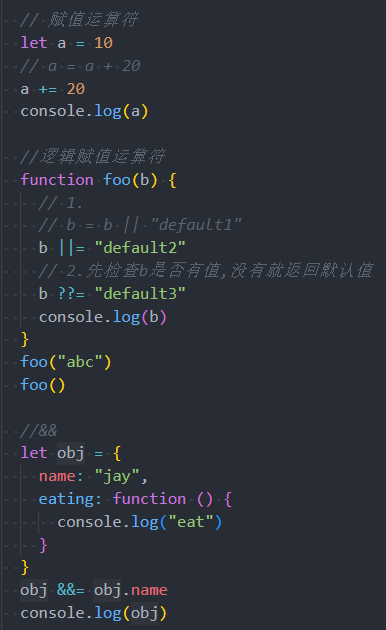 // 赋值运算符
let a = 10
// a = a + 20
a += 20
console.log(a)
//逻辑赋值运算符
function foo(b) {
// 1.
// b = b || "default1"
b ||= "default2"
// 2.先检查b是否有值,没有就返回默认值
b ??= "default3"
console.log(b)
}
foo("abc")
foo()
//&&
let obj = {
name: "jay",
eating: function () {
console.log("eat")
}
}
obj &&= obj.name
console.log(obj)